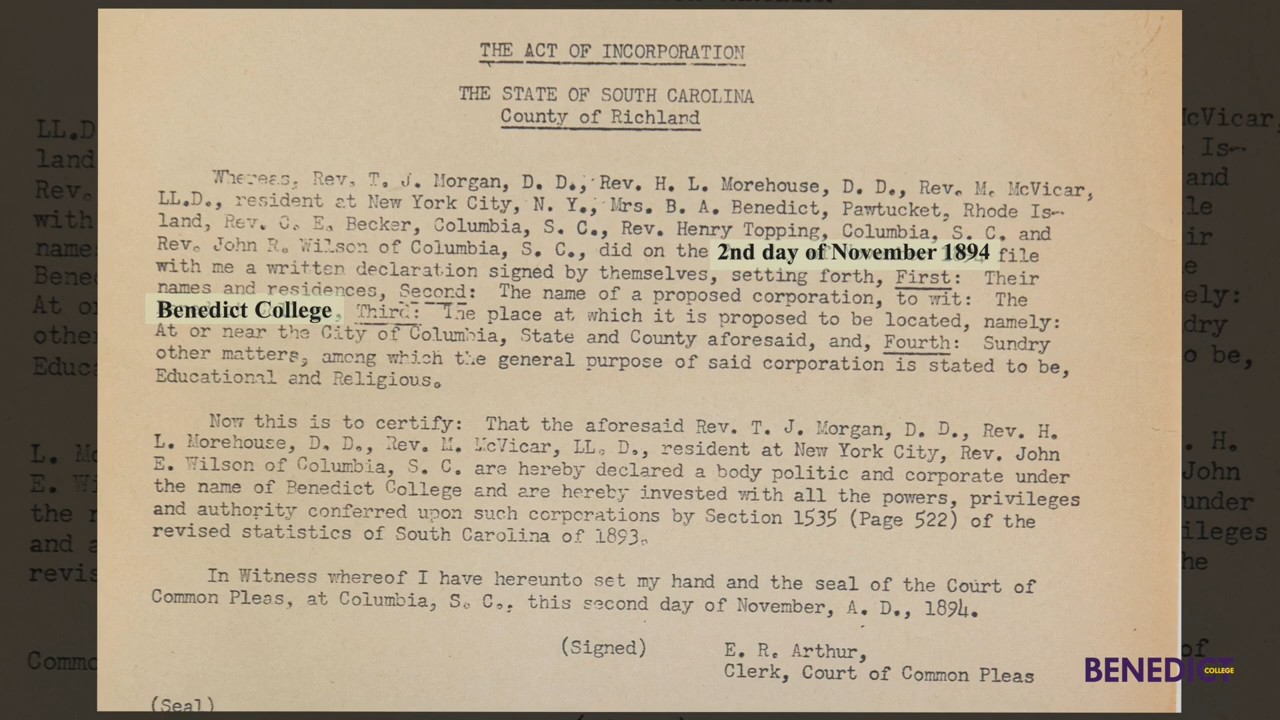 THE ACT OF INCORPORATION
THE STATE OF SOUTH CAROLINA
County of Richland
Whereas, Rev. T. J. Morgan, D. D., Rev. H. L. Morehouse, D. D., Rev. M. McVicar,
LL.D., resident at New York City, N. Y., Mrs. B. A. Benedict, Pawtucket, Rhode Is-
land, Rev. C. E. Becker, Columbia, S. C., Rev. Henry Topping, Columbia, S. C. and
Rev. John R. Wilson of Columbia, S. C., did on the 2nd day of November 1894 file
with me a written declaration signed by themselves, setting forth, First: Their
names and residences, Second: The name of a proposed corporation, to wit: The
Benedict College, Third: The place at which it is proposed to be located, namely:
At or near the City of Columbia, State and County aforesaid, and, Fourth: Sundry
other matters, among which the general purpose of said corporation is stated to be,
Educational and Religious.
Now this is to certify: That the aforesaid Rev. T. J. Morgan, D. D., Rev. H.
L. Morehouse, D. D., Rev. M. McVicar, LL. D., resident at New York City, Rev. John
E. Wilson of Columbia, S. C. are hereby declared a body politic and corporate under
the name of Benedict College and are hereby invested with all the powers, privileges
and authority conferred upon such corporations by Section 1535 (Page 522) of the
revised statistics of South Carolina of 1893.
In Witness whereof I have hereunto set my hand and the seal of the Court of
Common Pleas, at Columbia, S. C., this second day of November, A. D., 1894.
(Signed) E. R. Arthur,
Clerk, Court of Common Pleas
(Seal)
BENEDICT COLLEGE